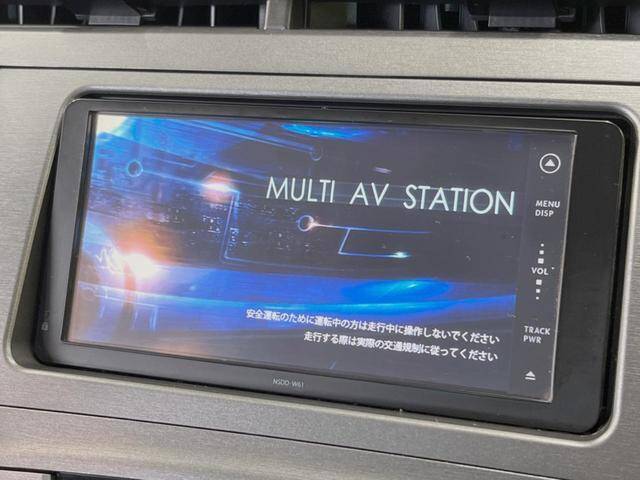 MULTI AV STATION
安全運転のために運転中の方は走行中に操作しないでください
走行する際は実際の交通規制に従ってください
MENU
DISP
VOL
TRACK
PWR
NSDD-W61